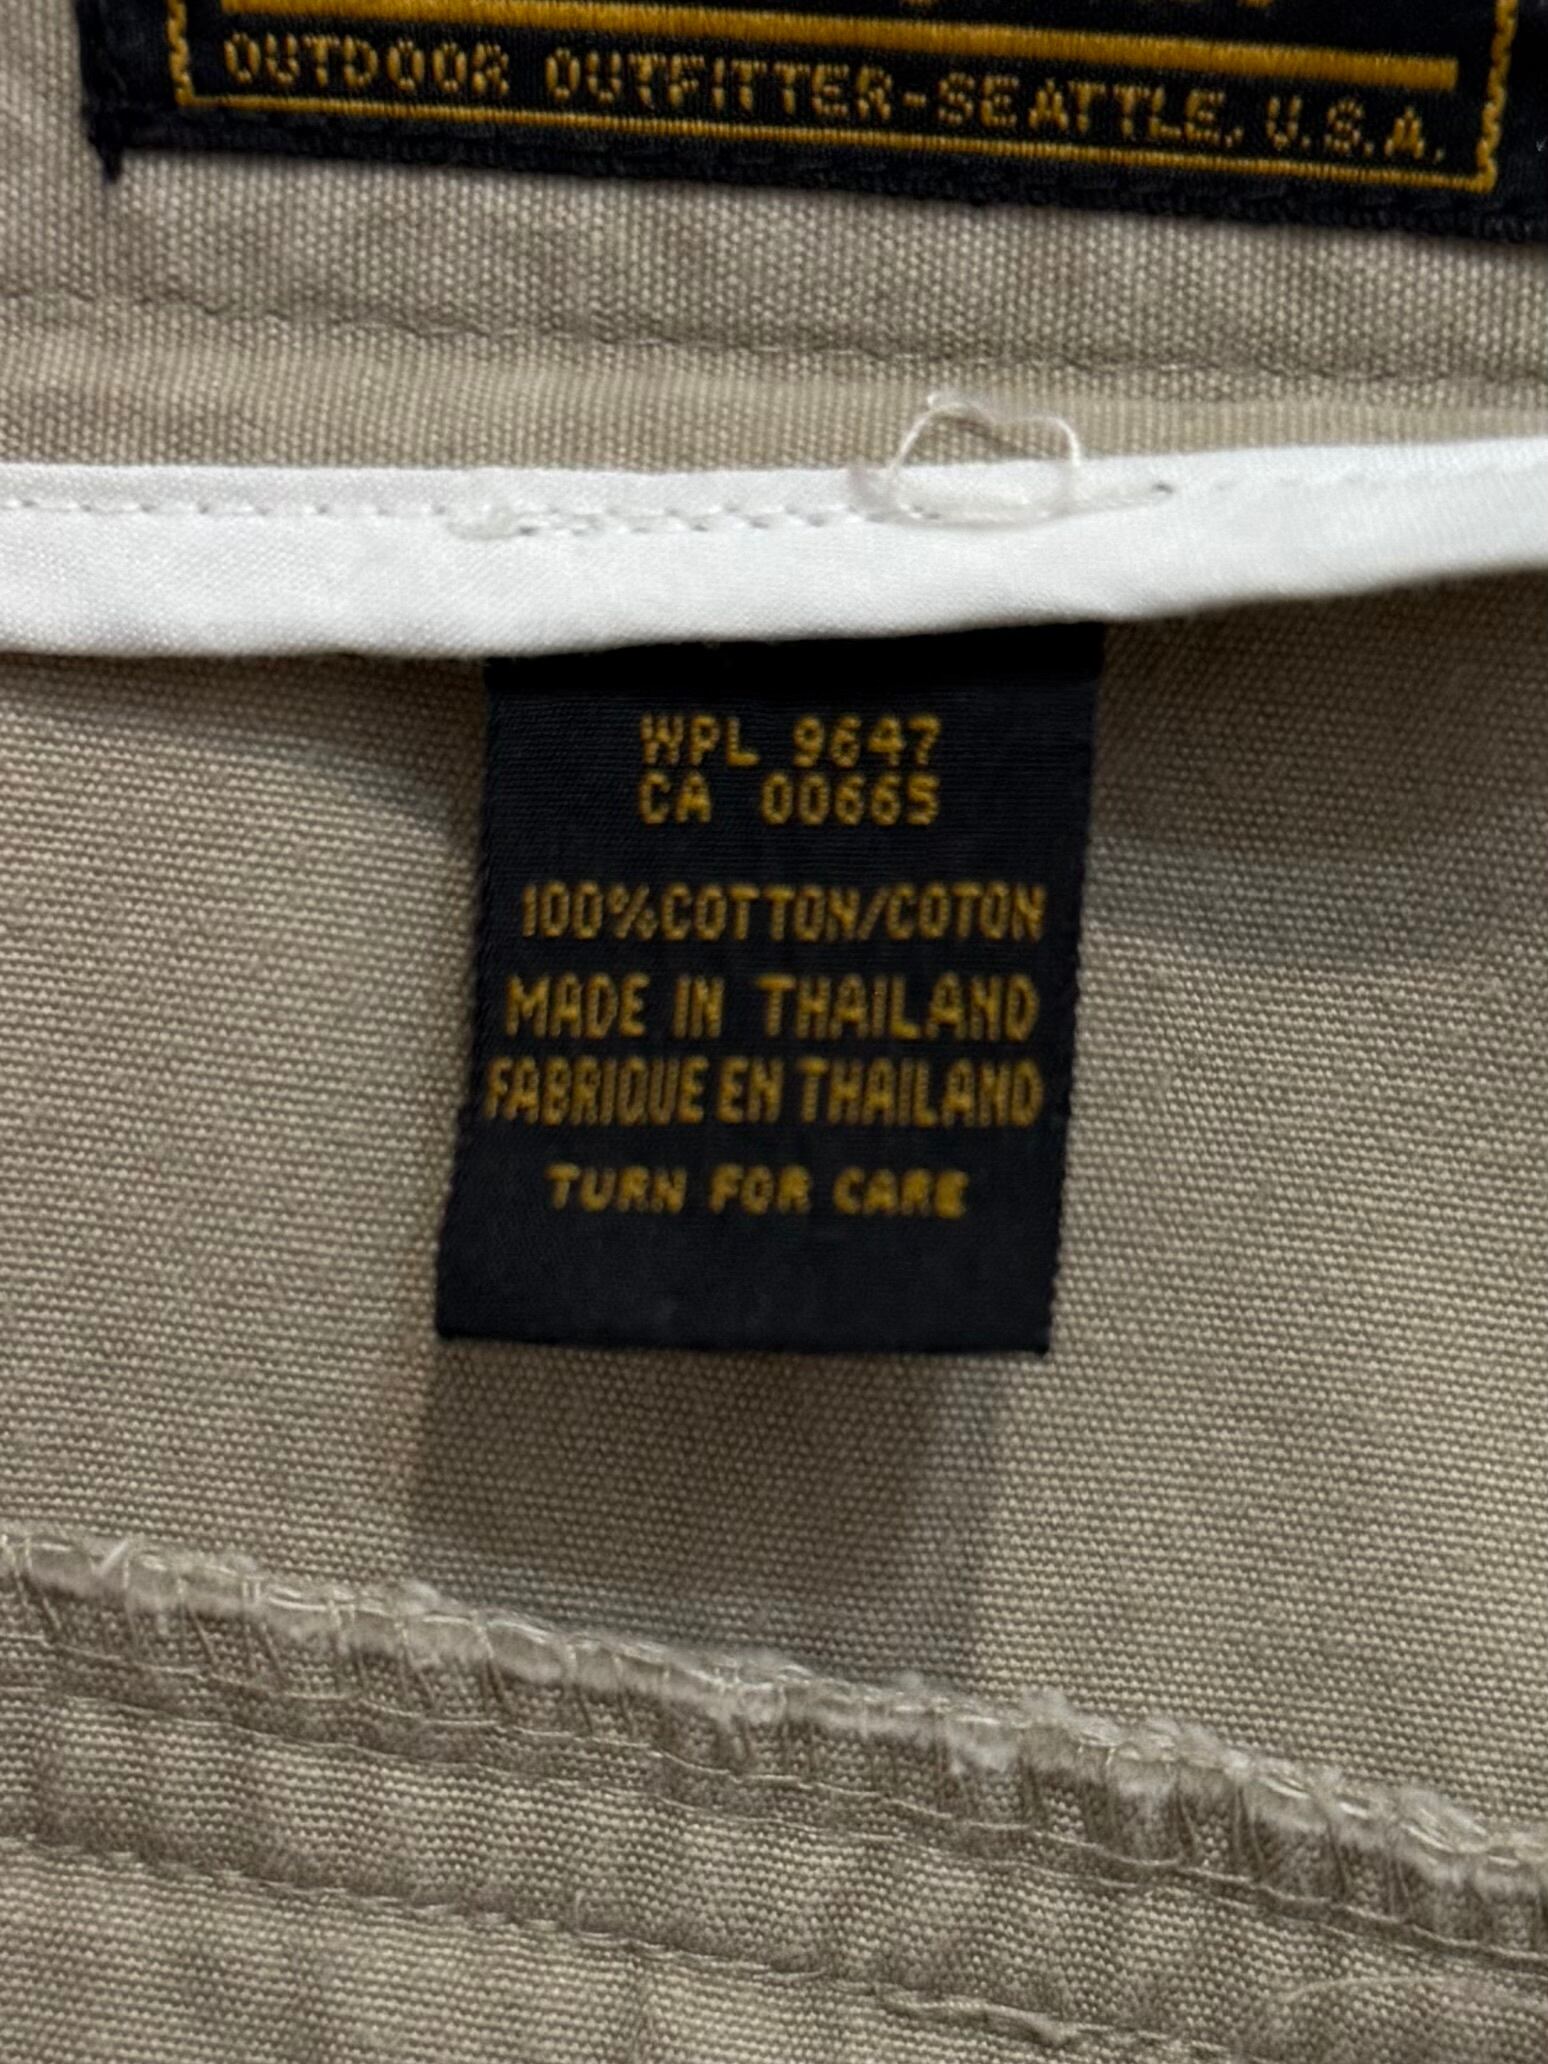 OUTDOOR OUTFITTER-SEATTLE, U.S.A.
WPL 9647
CA 00665
100%COTTON/COTON
MADE IN THAILAND
FABRIQUE EN THAILAND
TURN FOR CARE